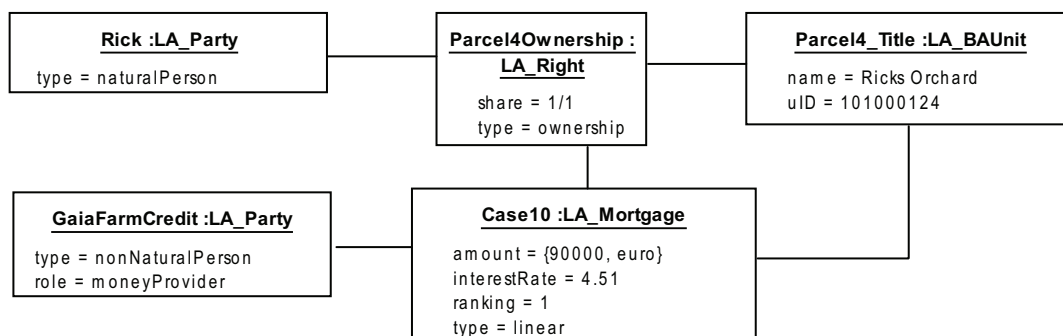 Rick :LA_Party
type = naturalPerson
Parcel4Ownership :
LA_Right
share = 1/1
type = ownership
Parcel4_Title :LA_BAUnit
name = Ricks Orchard
uID = 101000124
GaiaFarmCredit :LA_Party
type = nonNaturalPerson
role = moneyProvider
Case10 :LA_Mortgage
amount = {90000, euro}
interestRate = 4.51
ranking = 1
type = linear